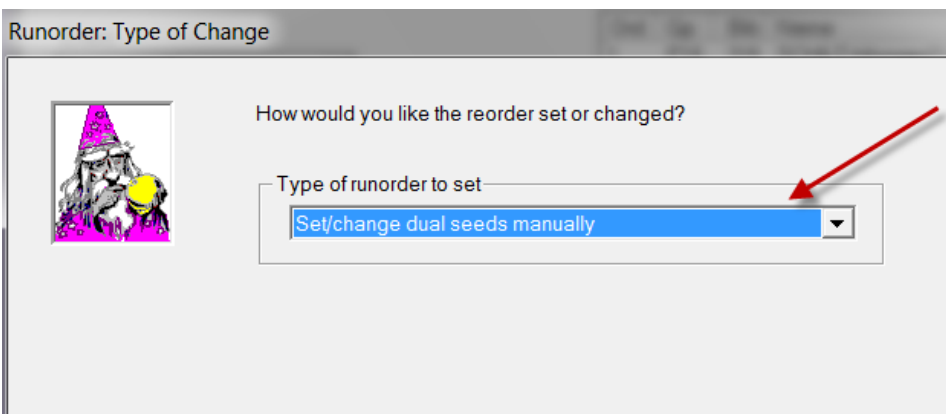 Runorder: Type of Change
How would you like the reorder set or changed?
Type of runorder to set
Set/change dual seeds manually